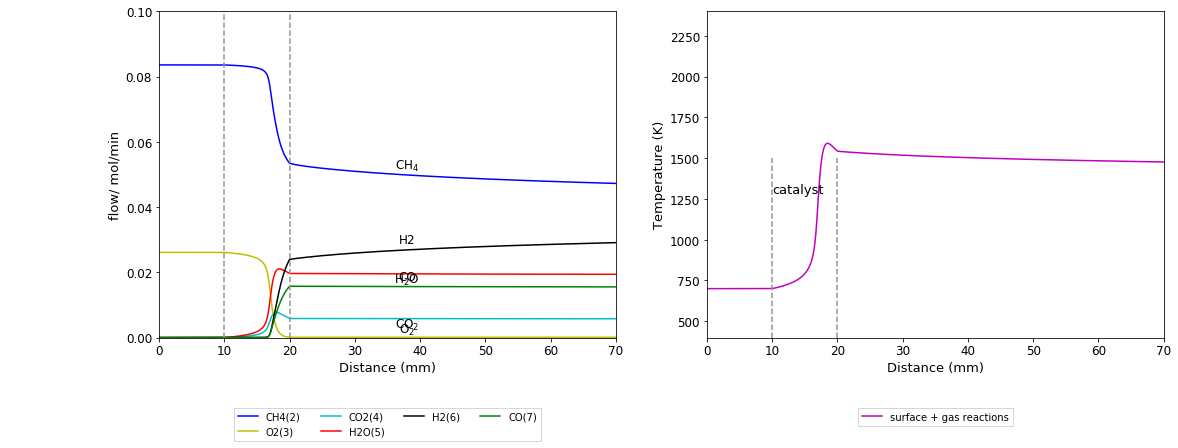 0.10
0.08
0.06
0.04
0.02
0.00
flow/ mol/min
CH₄
H2
CO
H₂O
CO₂
O₂
0 10 20 30 40 50 60 70
Distance (mm)
CH4(2) CO2(4) H2(6) CO(7)
O2(3) H2O(5)
2250
2000
1750
1500
1250
1000
750
500
Temperature (K)
catalyst
0 10 20 30 40 50 60 70
Distance (mm)
surface + gas reactions